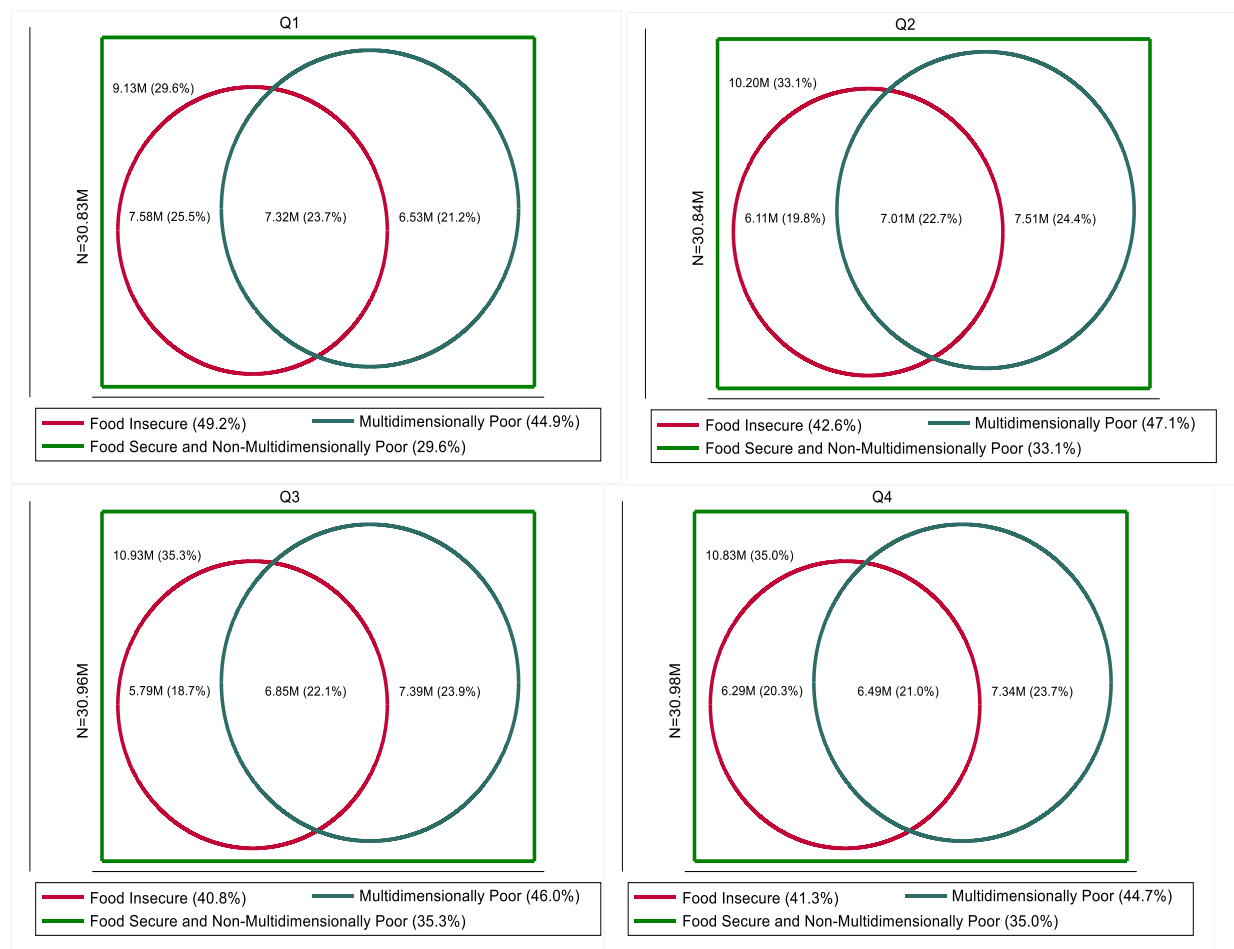 Q1
9.13M (29.6%)
N=30.83M
7.58M (25.5%) 7.32M (23.7%) 6.53M (21.2%)
Food Insecure (49.2%) Multidimensionally Poor (44.9%)
Food Secure and Non-Multidimensionally Poor (29.6%)
Q2
10.20M (33.1%)
N=30.84M
6.11M (19.8%) 7.01M (22.7%) 7.51M (24.4%)
Food Insecure (42.6%) Multidimensionally Poor (47.1%)
Food Secure and Non-Multidimensionally Poor (33.1%)
Q3
10.93M (35.3%)
N=30.96M
5.79M (18.7%) 6.85M (22.1%) 7.39M (23.9%)
Food Insecure (40.8%) Multidimensionally Poor (46.0%)
Food Secure and Non-Multidimensionally Poor (35.3%)
Q4
10.83M (35.0%)
N=30.98M
6.29M (20.3%) 6.49M (21.0%) 7.34M (23.7%)
Food Insecure (41.3%) Multidimensionally Poor (44.7%)
Food Secure and Non-Multidimensionally Poor (35.0%)